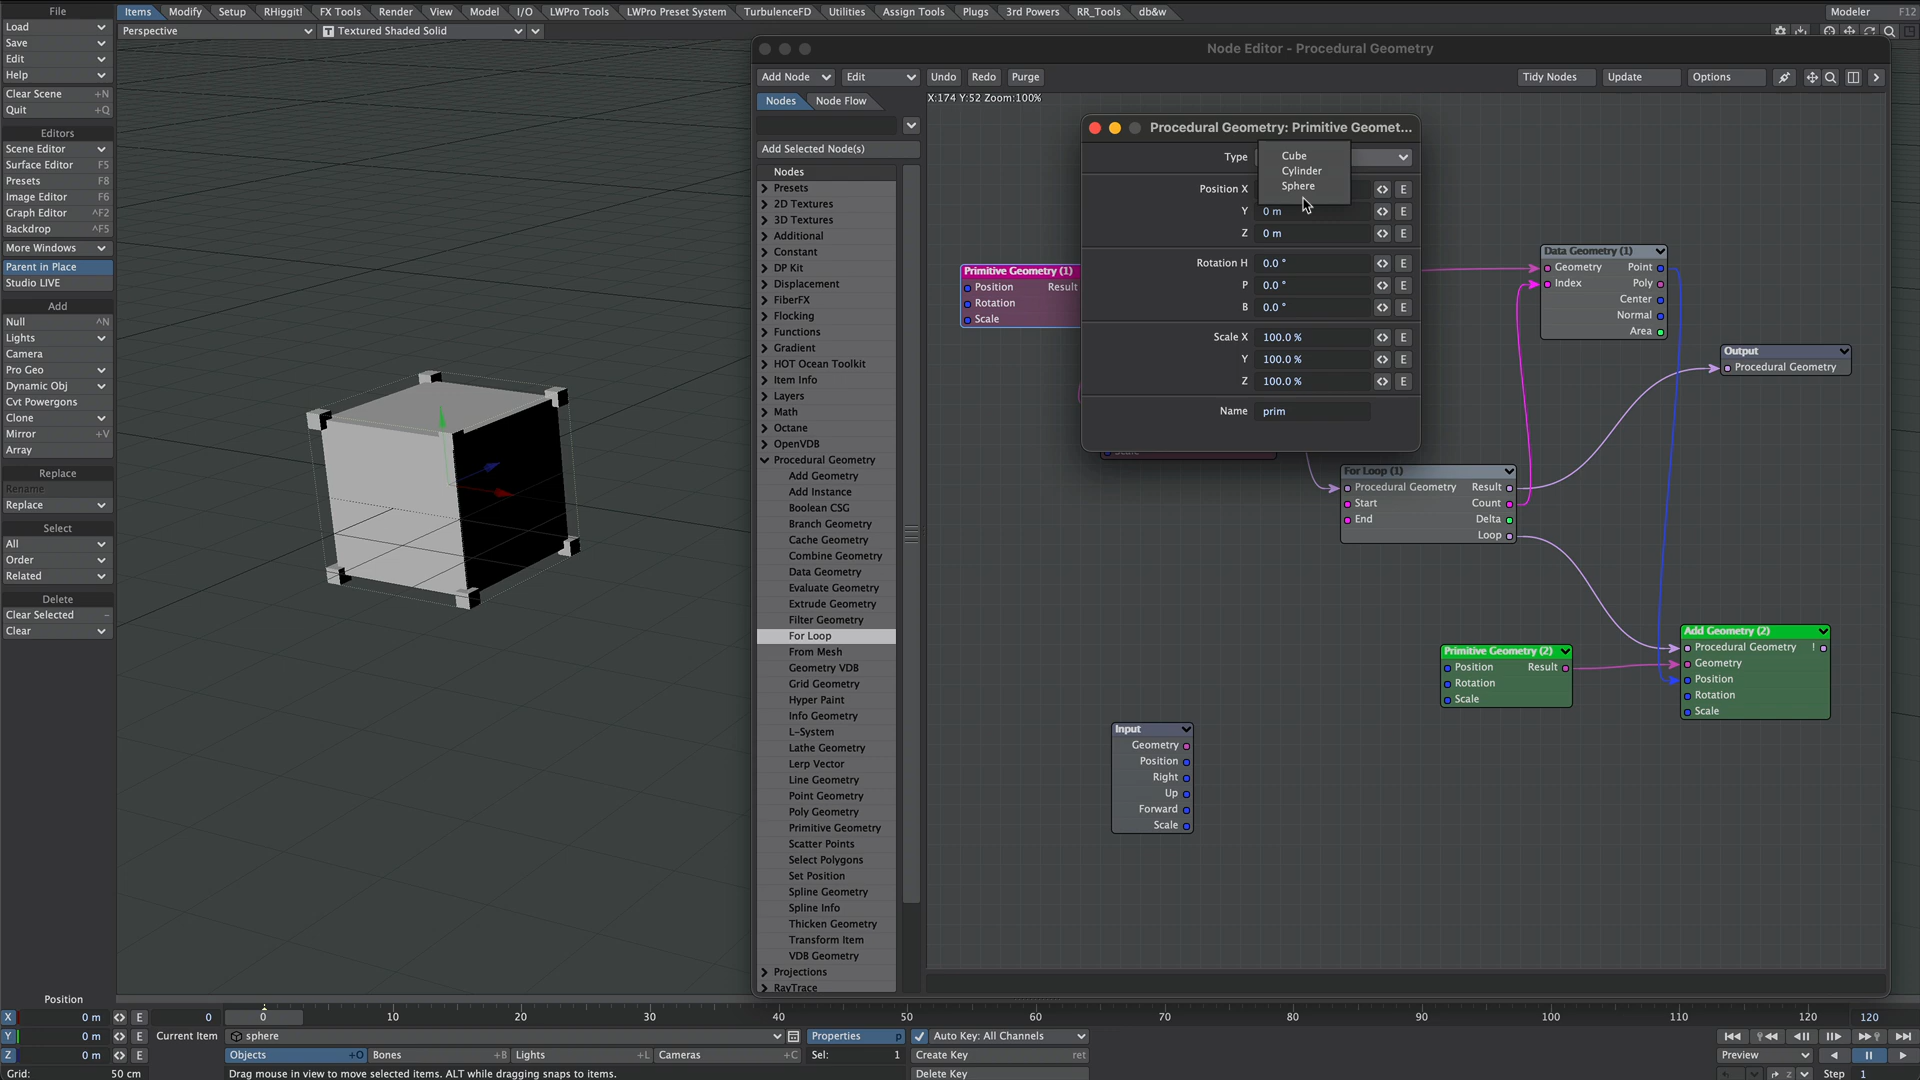 File
Items Modify Setup RHiggit! FX Tools Render View Model I/O LWPro Tools LWPro Preset System TurbulenceFD Utilities Assign Tools Plugs 3rd Powers RR_Tools db&w Modeler F12
Load
Perspective Textured Shaded Solid
Save
Edit
Help
Clear Scene +N
Quit +Q
Editors
Scene Editor
Surface Editor F5
Presets F8
Image Editor F6
Graph Editor ^F2
Backdrop ^F5
More Windows
Parent in Place
Studio LIVE
Add
Null ^N
Lights
Camera
Pro Geo
Dynamic Obj
Cvt Powergons
Clone
Mirror +V
Array
Replace
Rename
Replace
Select
All
Order
Related
Delete
Clear Selected -
Clear
Node Editor - Procedural Geometry
Add Node Edit Undo Redo Purge Tidy Nodes Update Options
Nodes Node Flow
X:174 Y:52 Zoom:100%
Add Selected Node(s)
Nodes
Presets
2D Textures
3D Textures
Additional
Constant
DP Kit
Displacement
FiberFX
Flocking
Functions
Gradient
HOT Ocean Toolkit
Item Info
Layers
Math
Octane
OpenVDB
Procedural Geometry
Add Geometry
Add Instance
Boolean CSG
Branch Geometry
Cache Geometry
Combine Geometry
Data Geometry
Evaluate Geometry
Extrude Geometry
Filter Geometry
For Loop
From Mesh
Geometry VDB
Grid Geometry
Hyper Paint
Info Geometry
L-System
Lathe Geometry
Lerp Vector
Line Geometry
Point Geometry
Poly Geometry
Primitive Geometry
Scatter Points
Select Polygons
Set Position
Spline Geometry
Spline Info
Thicken Geometry
Transform Item
VDB Geometry
Projections
RayTrace
Procedural Geometry: Primitive Geomet...
Type
Cube
Cylinder
Sphere
Position X E
Y 0 m E
Z 0 m E
Rotation H 0.0 ° E
P 0.0 ° E
B 0.0 ° E
Scale X 100.0 % E
Y 100.0 % E
Z 100.0 % E
Name prim
Primitive Geometry (1)
Position Result
Rotation
Scale
Scale
Data Geometry (1)
Geometry Point
Index Poly
Center
Normal
Area
Output
Procedural Geometry
For Loop (1)
Procedural Geometry Result
Start Count
End Delta
Loop
Primitive Geometry (2)
Position Result
Rotation
Scale
Add Geometry (2)
Procedural Geometry !
Geometry
Position
Rotation
Scale
Input
Geometry
Position
Right
Up
Forward
Scale
Position
X 0 m E 0 0 10 20 30 40 50 60 70 80 90 100 110 120 120
Y 0 m E Current Item sphere Properties p Auto Key: All Channels
Z 0 m E Objects +O Bones +B Lights +L Cameras +C Sel: 1 Create Key ret Preview
Grid: 50 cm Drag mouse in view to move selected items. ALT while dragging snaps to items. Delete Key z Step 1